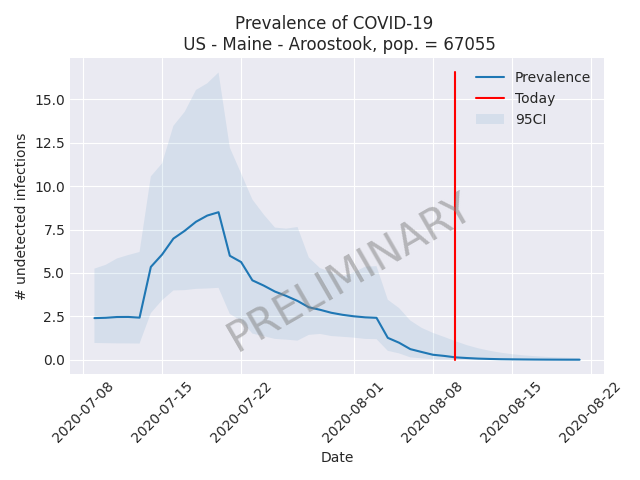 Prevalence of COVID-19
US - Maine - Aroostook, pop. = 67055
# undetected infections
15.0
12.5
10.0
7.5
5.0
2.5
0.0
Prevalence
Today
95CI
PRELIMINARY
2020-07-08
2020-07-15
2020-07-22
2020-08-01
2020-08-08
2020-08-15
2020-08-22
Date